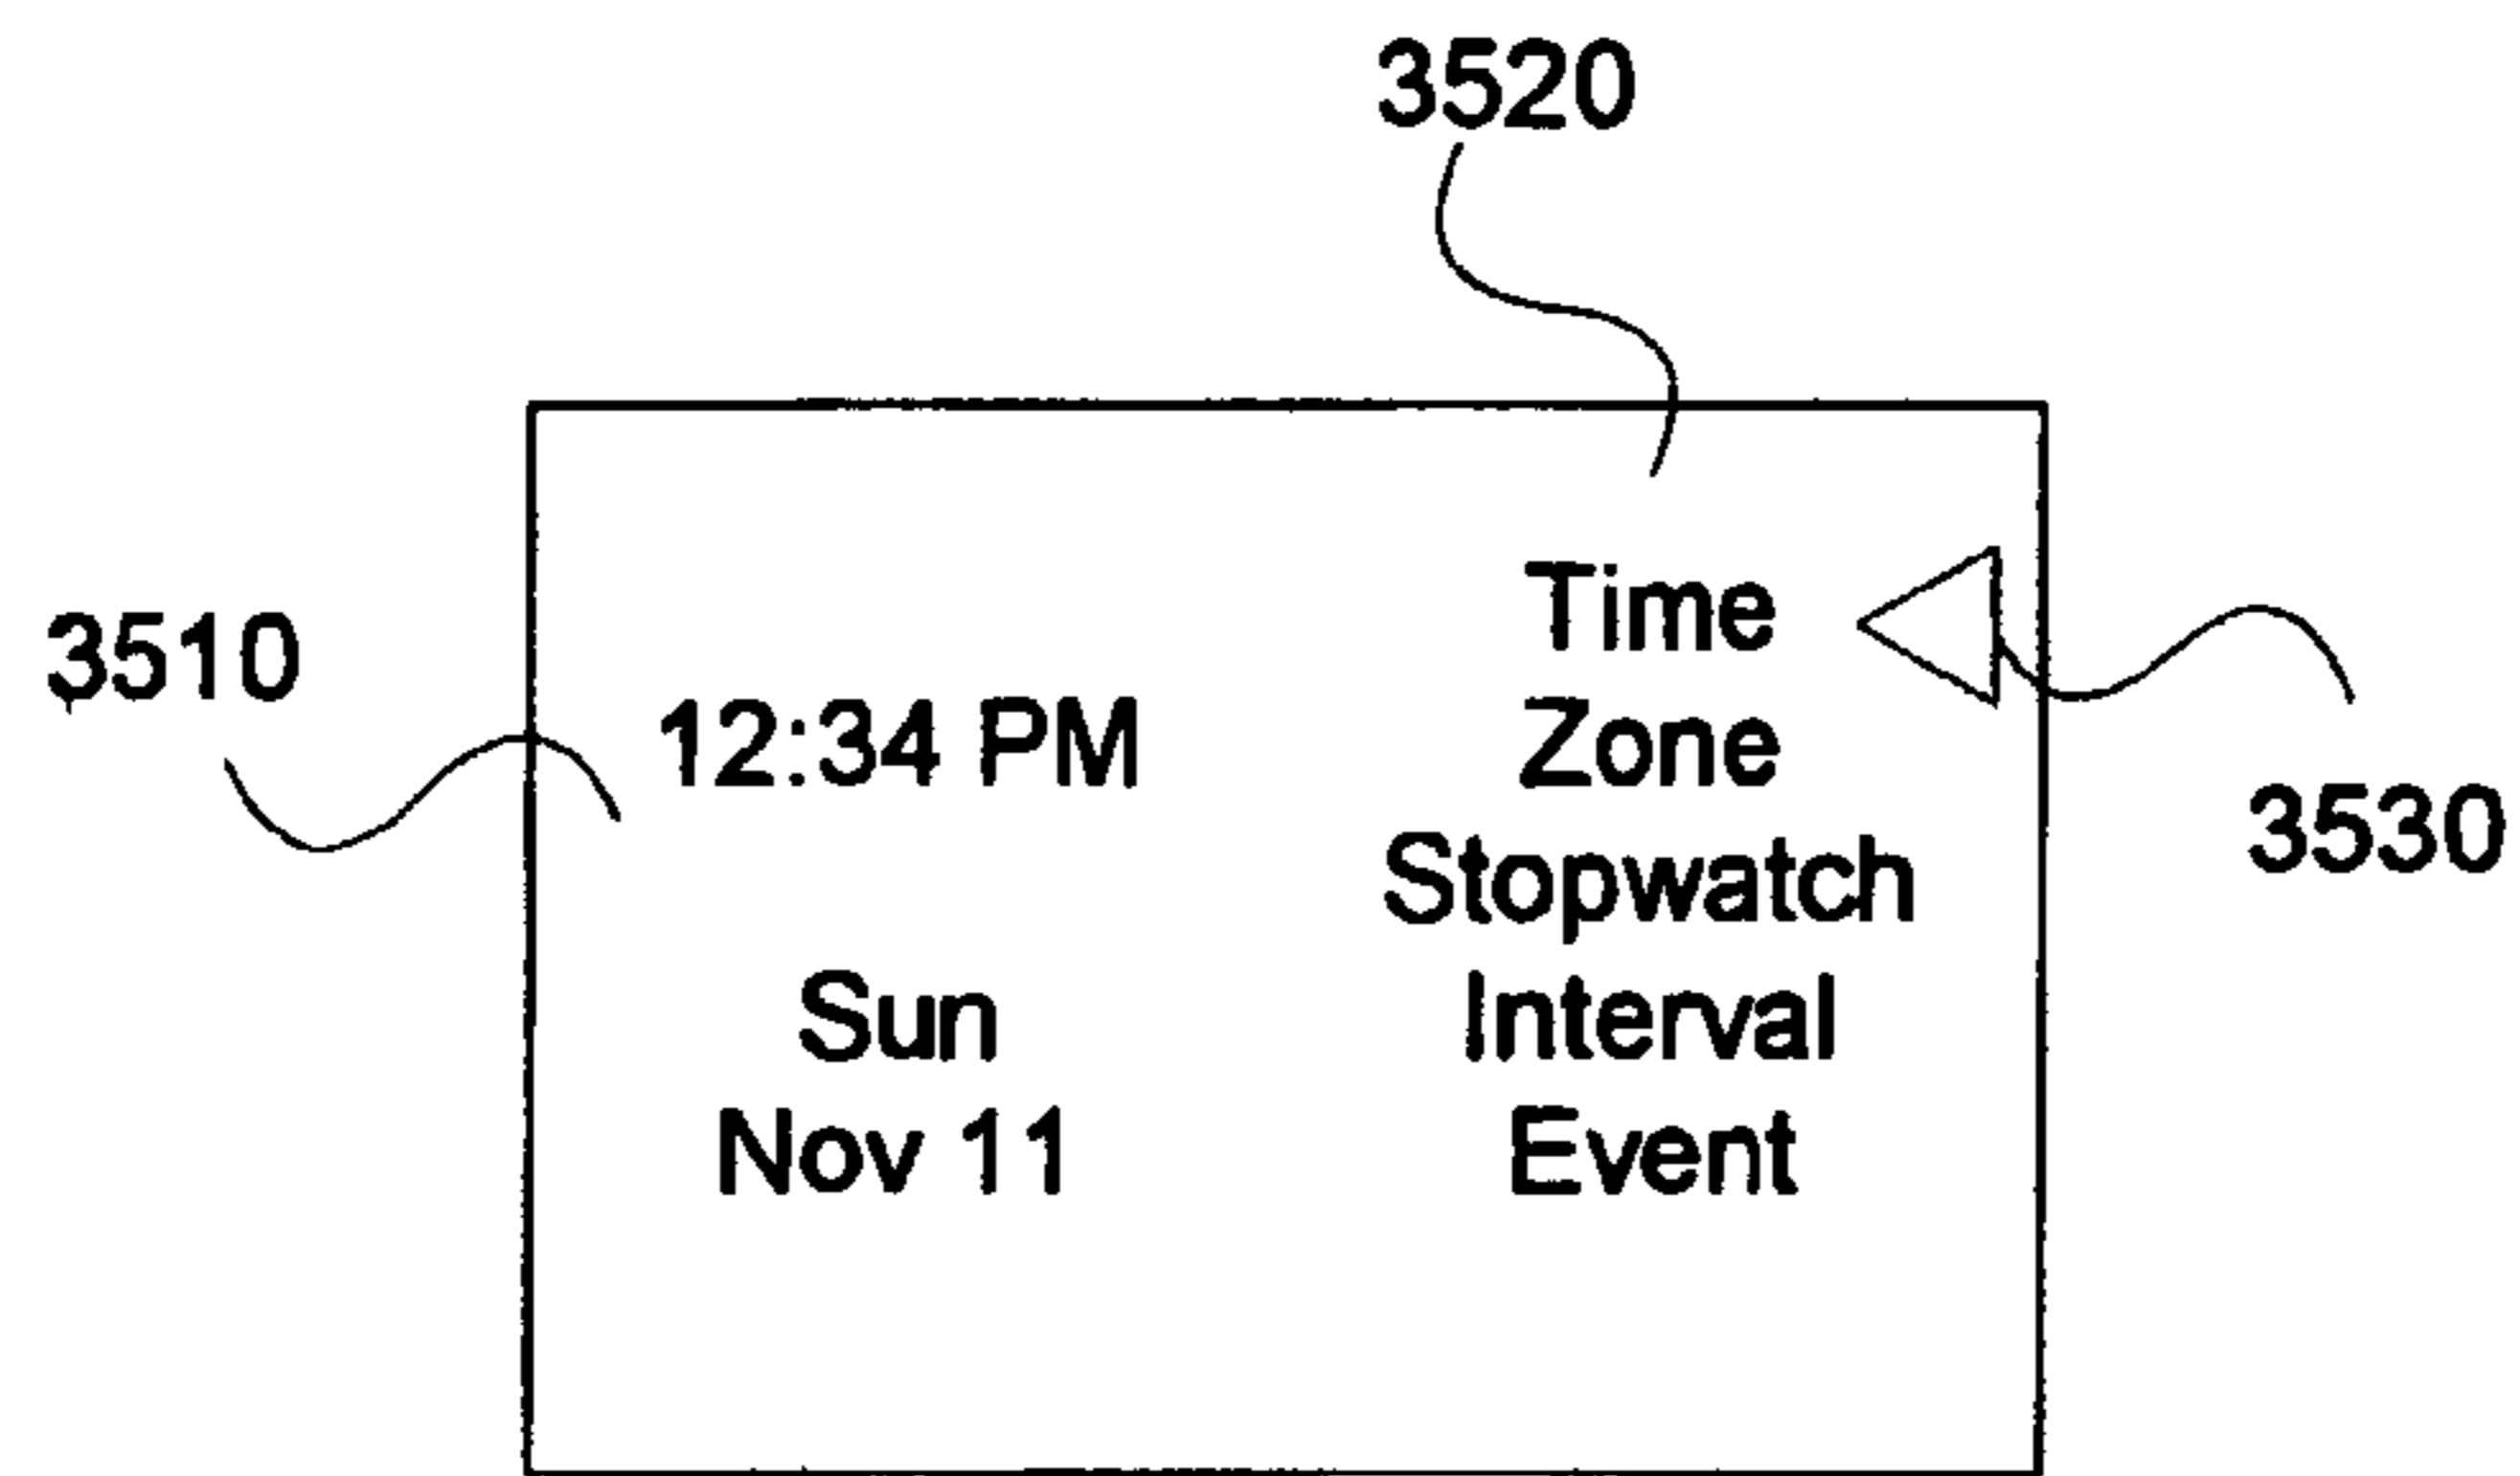 3520
3510
12:34 PM
Sun
Nov 11
Time
Zone
Stopwatch
Interval
Event
3530